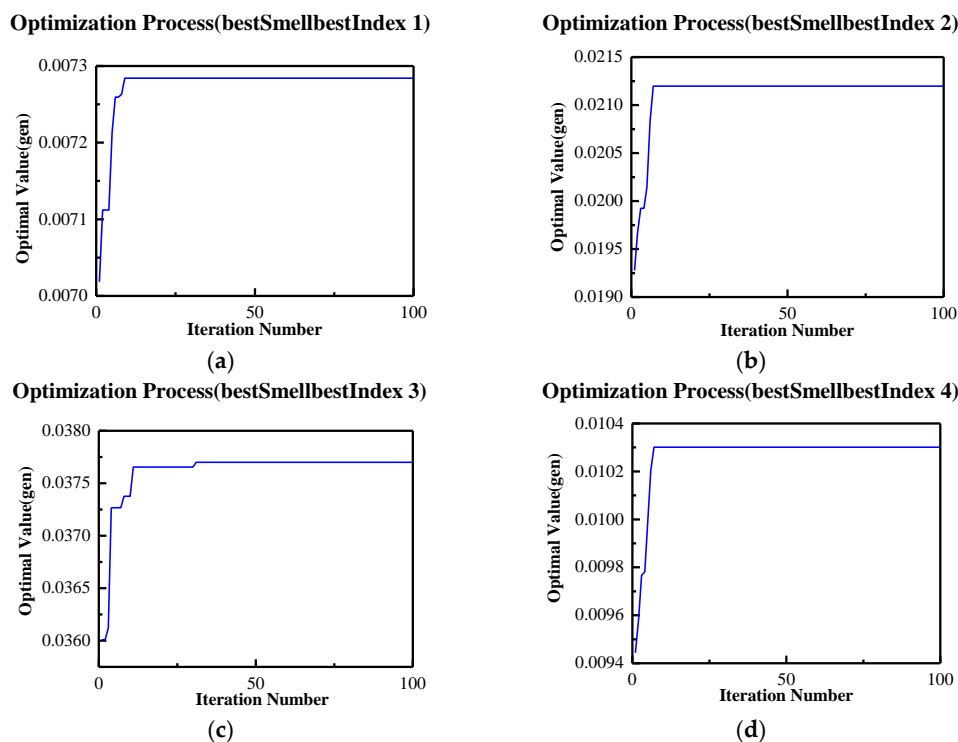 Optimization Process(bestSmellbestIndex 1)
0.0073
0.0072
0.0071
0.0070
Optimal Value(gen)
0 50 100
Iteration Number
(a)
Optimization Process(bestSmellbestIndex 2)
0.0215
0.0210
0.0205
0.0200
0.0195
0.0190
Optimal Value(gen)
0 50 100
Iteration Number
(b)
Optimization Process(bestSmellbestIndex 3)
0.0380
0.0375
0.0370
0.0365
0.0360
Optimal Value(gen)
0 50 100
Iteration Number
(c)
Optimization Process(bestSmellbestIndex 4)
0.0104
0.0102
0.0100
0.0098
0.0096
0.0094
Optimal Value(gen)
0 50 100
Iteration Number
(d)